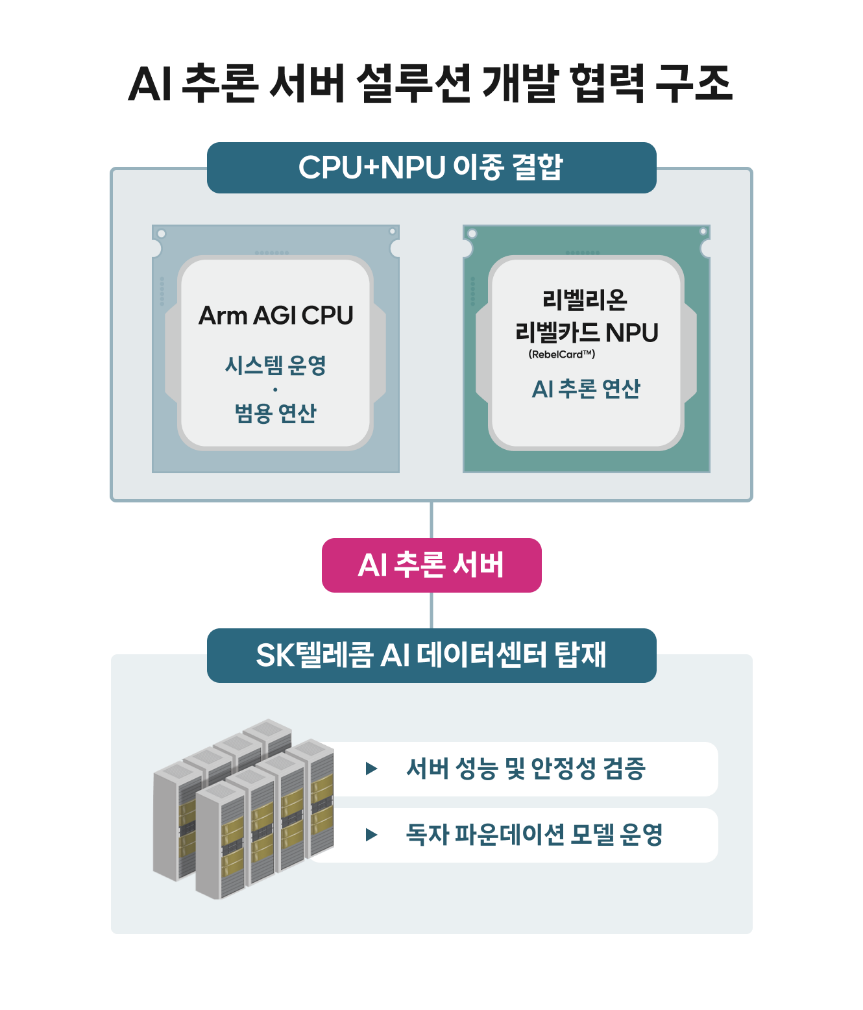 AI 추론 서버 설루션 개발 협력 구조
CPU+NPU 이종 결합
Arm AGI CPU
시스템 운영
·
범용 연산
리벨리온
리벨카드 NPU
(RebelCard™)
AI 추론 연산
AI 추론 서버
SK텔레콤 AI 데이터센터 탑재
▶ 서버 성능 및 안정성 검증
▶ 독자 파운데이션 모델 운영